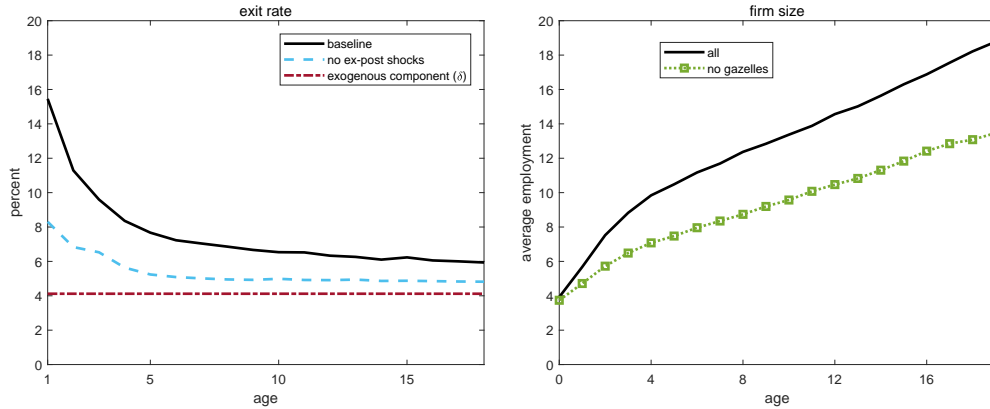 exit rate
baseline
no ex-post shocks
exogenous component (δ)
percent
20
18
16
14
12
10
8
6
4
2
0
1
5
10
15
age
firm size
all
no gazelles
average employment
20
18
16
14
12
10
8
6
4
2
0
0
4
8
12
16
age